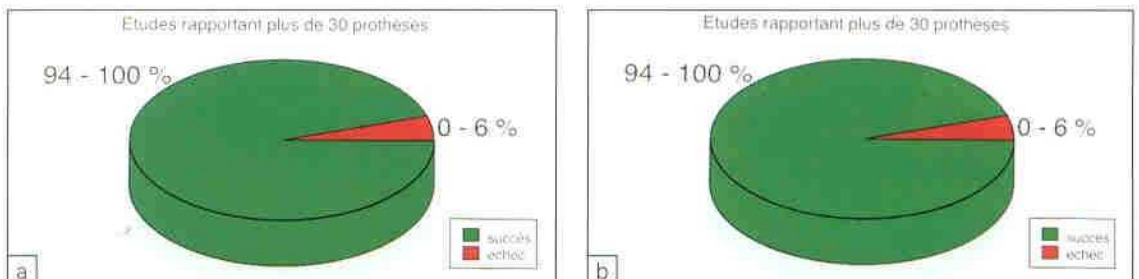 Etudes rapportant plus de 30 prothèses
94 - 100 %
0 - 6 %
succès
echec
a
Etudes rapportant plus de 30 prothèses
94 - 100 %
0 - 6 %
succes
echec
b